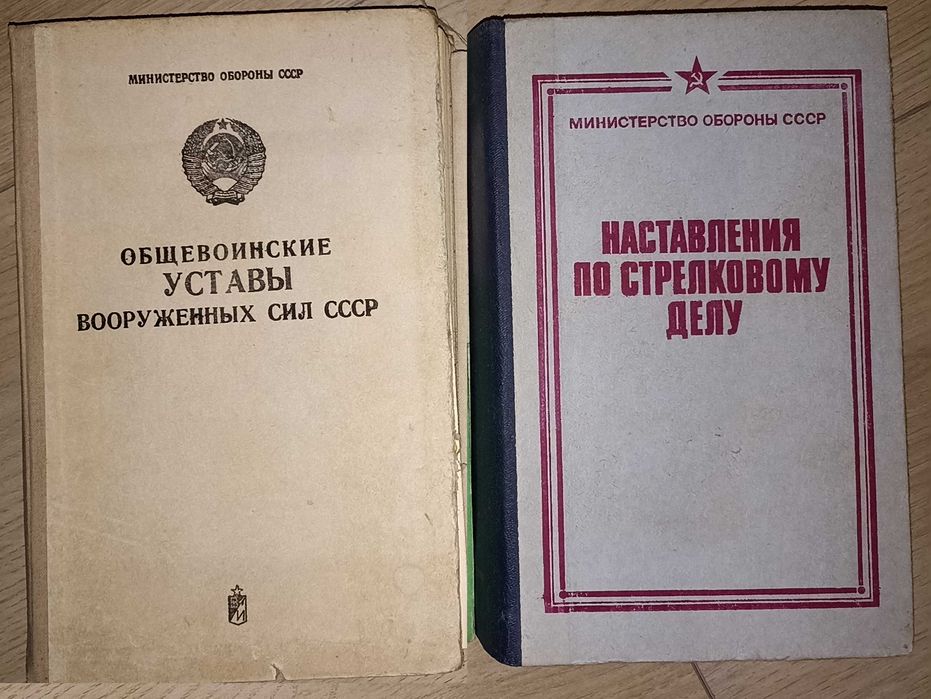 МИНИСТЕРСТВО ОБОРОНЫ СССР
ОБЩЕВОИНСКИЕ
УСТАВЫ
ВООРУЖЕННЫХ СИЛ СССР
МИНИСТЕРСТВО ОБОРОНЫ СССР
НАСТАВЛЕНИЯ
ПО СТРЕЛКОВОМУ
ДЕЛУ